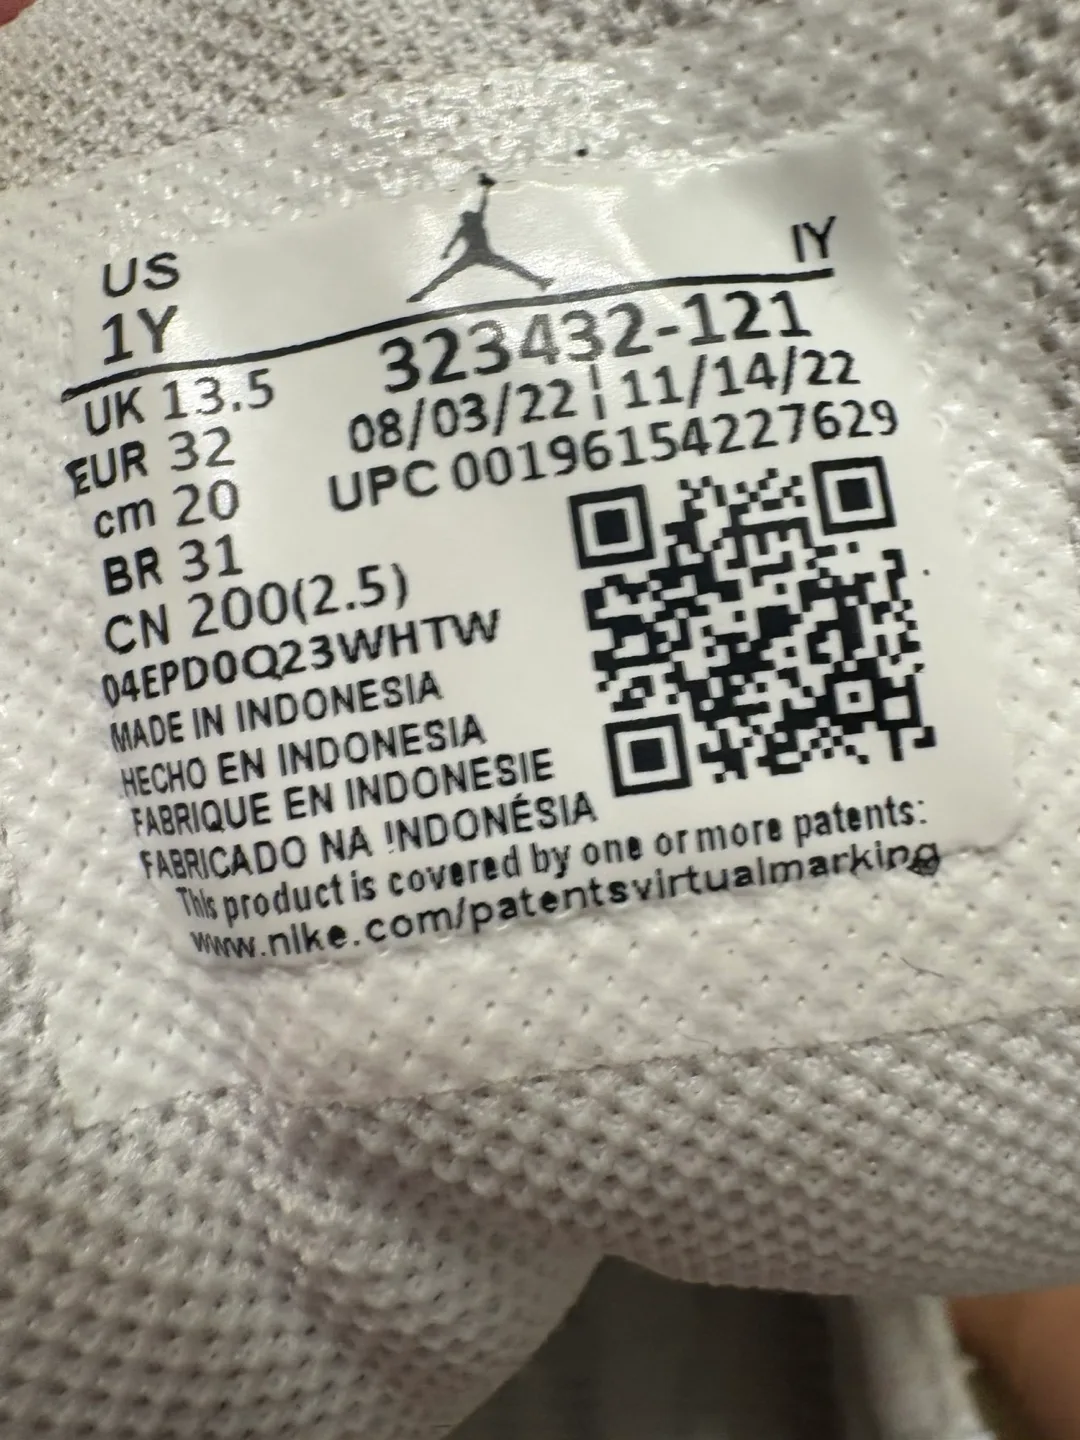 US
1Y
IY
UK 13.5
EUR 32
cm 20
BR 31
CN 200(2.5)
323432-121
08/03/22 ¦ 11/14/22
UPC 00196154227629
04EPD0Q23WHTW
MADE IN INDONESIA
HECHO EN INDONESIA
FABRIQUE EN INDONESIE
FABRICADO NA INDONÉSIA
This product is covered by one or more patents:
www.nike.com/patentsvirtualmarking